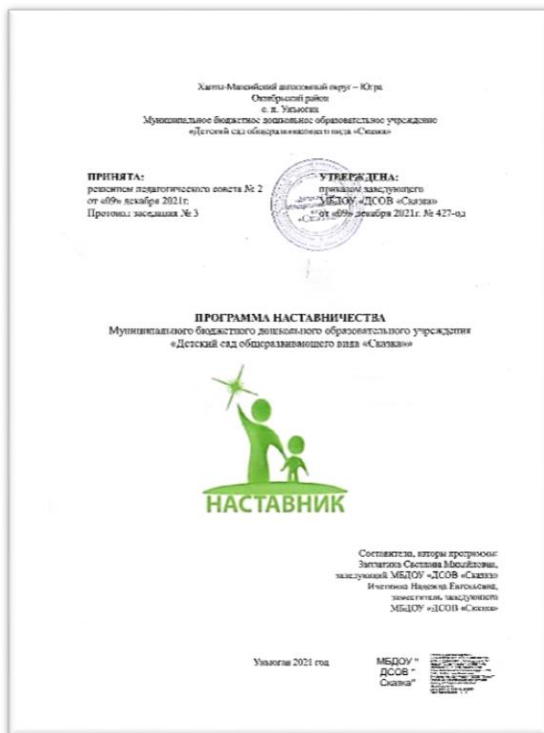 Ханты-Мансийский автономный округ – Югра
Октябрьский район
с. п. Унъюган
Муниципальное бюджетное дошкольное образовательное учреждение
«Детский сад общеразвивающего вида «Сказка»
ПРИНЯТА:
решением педагогического совета № 2
от «09» декабря 2021г.
Протокол заседания № 3
УТВЕРЖДЕНА:
приказом заведующего
МБДОУ «ДСОВ «Сказка»
от «09» декабря 2021г. № 427-од
«Сказка»
ПРОГРАММА НАСТАВНИЧЕСТВА
Муниципального бюджетного дошкольного образовательного учреждения
«Детский сад общеразвивающего вида «Сказка»»
НАСТАВНИК
Составители, авторы программы:
Светлана Михайловна,
заведующий МБДОУ «ДСОВ «Сказка»
Надежда Евгеньевна,
заместитель заведующего
МБДОУ «ДСОВ «Сказка»
Унъюган 2021 год
МБДОУ "
ДСОВ "
Сказка"